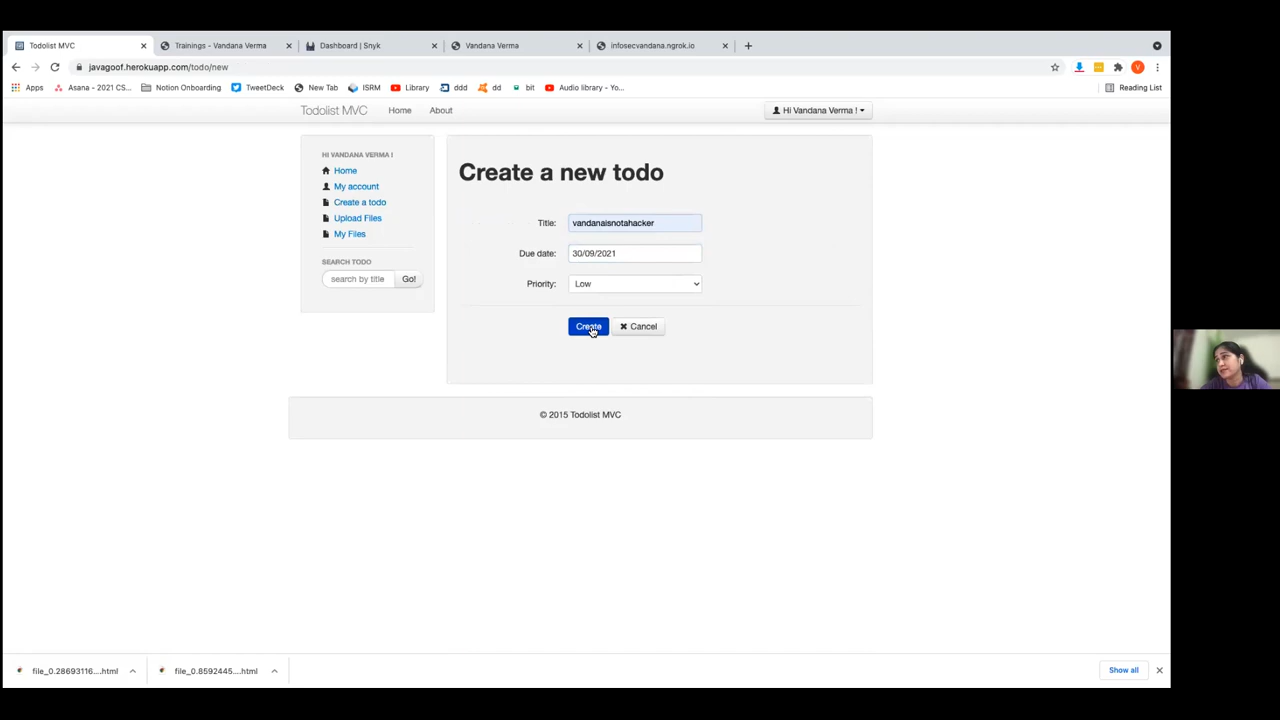 Todolist MVC
Trainings - Vandana Verma
Dashboard | Snyk
Vandana Verma
infosecvandana.ngrok.io
javagoof.herokuapp.com/todo/new
V
Apps
Asana - 2021 CS...
Notion Onboarding
TweetDeck
New Tab
ISRM
Library
ddd
dd
bit
Audio library - Yo...
Reading List
Todolist MVC
Home
About
Hi Vandana Verma !
HI VANDANA VERMA !
Home
My account
Create a todo
Upload Files
My Files
SEARCH TODO
search by title
Go!
Create a new todo
Title:
vandanaisnotahacker
Due date:
30/09/2021
Priority:
Low
Create
Cancel
© 2015 Todolist MVC
file_0.28693116....html
file_0.8592445....html
Show all